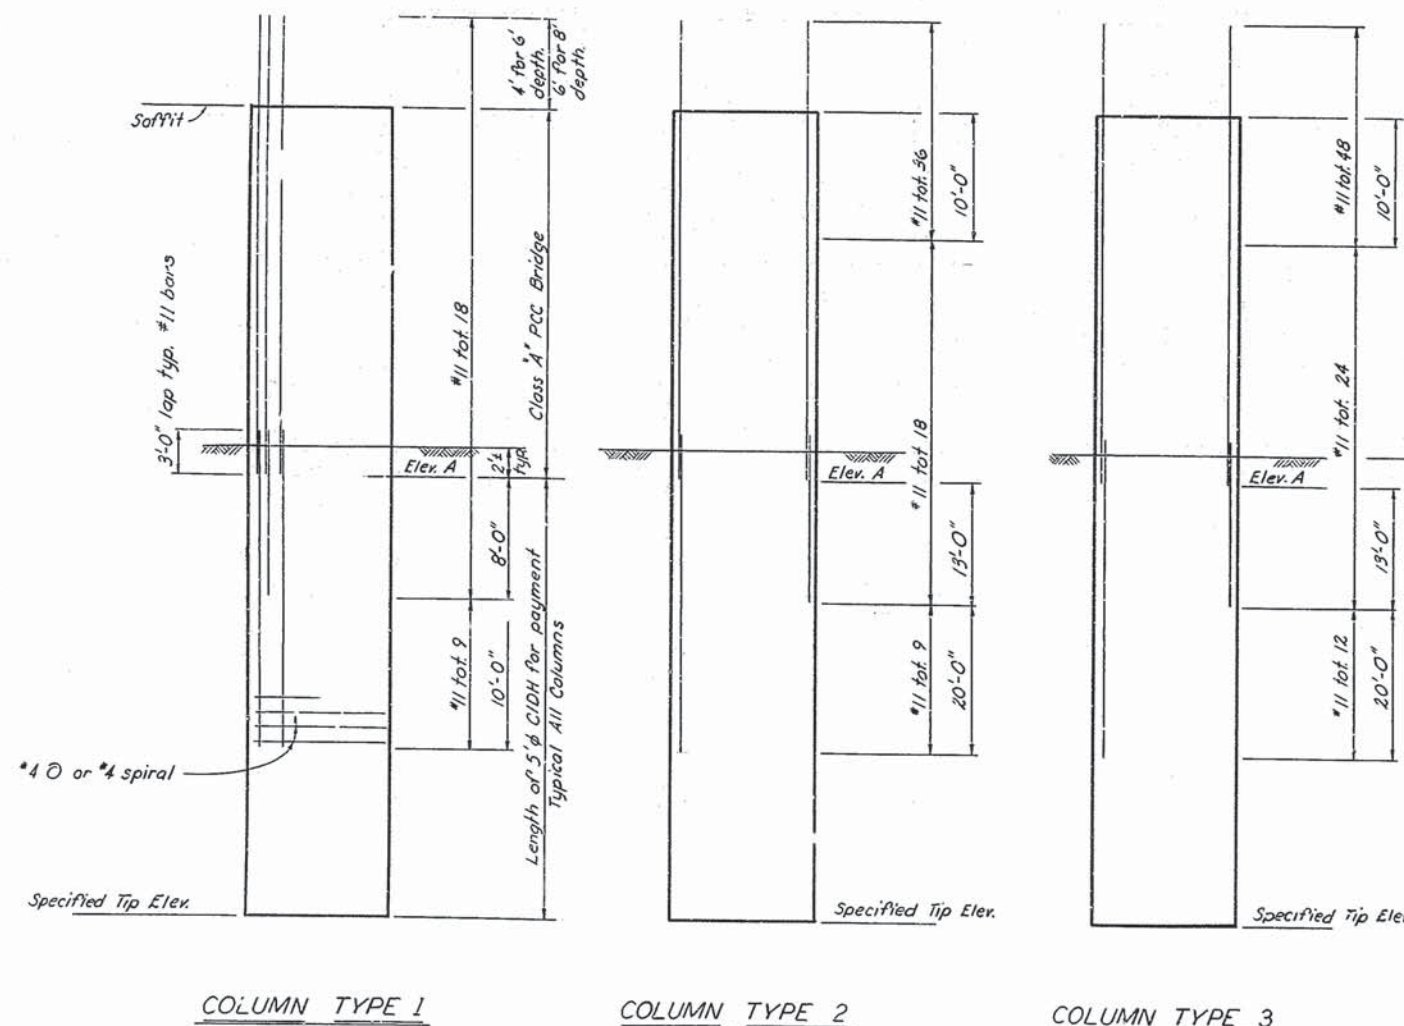 Soffit
4' for 6'
depth.
6' for 8'
depth.
3'-0" lap typ. #11 bars
#11 tot. 18
Class "A" PCC Bridge
Elev. A
2'±
typ.
8'-0"
#11 tot. 9
10'-0"
Length of 5' φ CIDH for payment
Typical All Columns
#4 or #4 spiral
Specified Tip Elev.
COLUMN TYPE 1
#11 tot. 36
10'-0"
#11 tot 18
Elev. A
13'-0"
#11 tot. 9
20'-0"
Specified Tip Elev.
COLUMN TYPE 2
#11 tot. 48
10'-0"
#11 tot. 24
Elev. A
13'-0"
#11 tot. 12
20'-0"
Specified Tip Elev
COLUMN TYPE 3